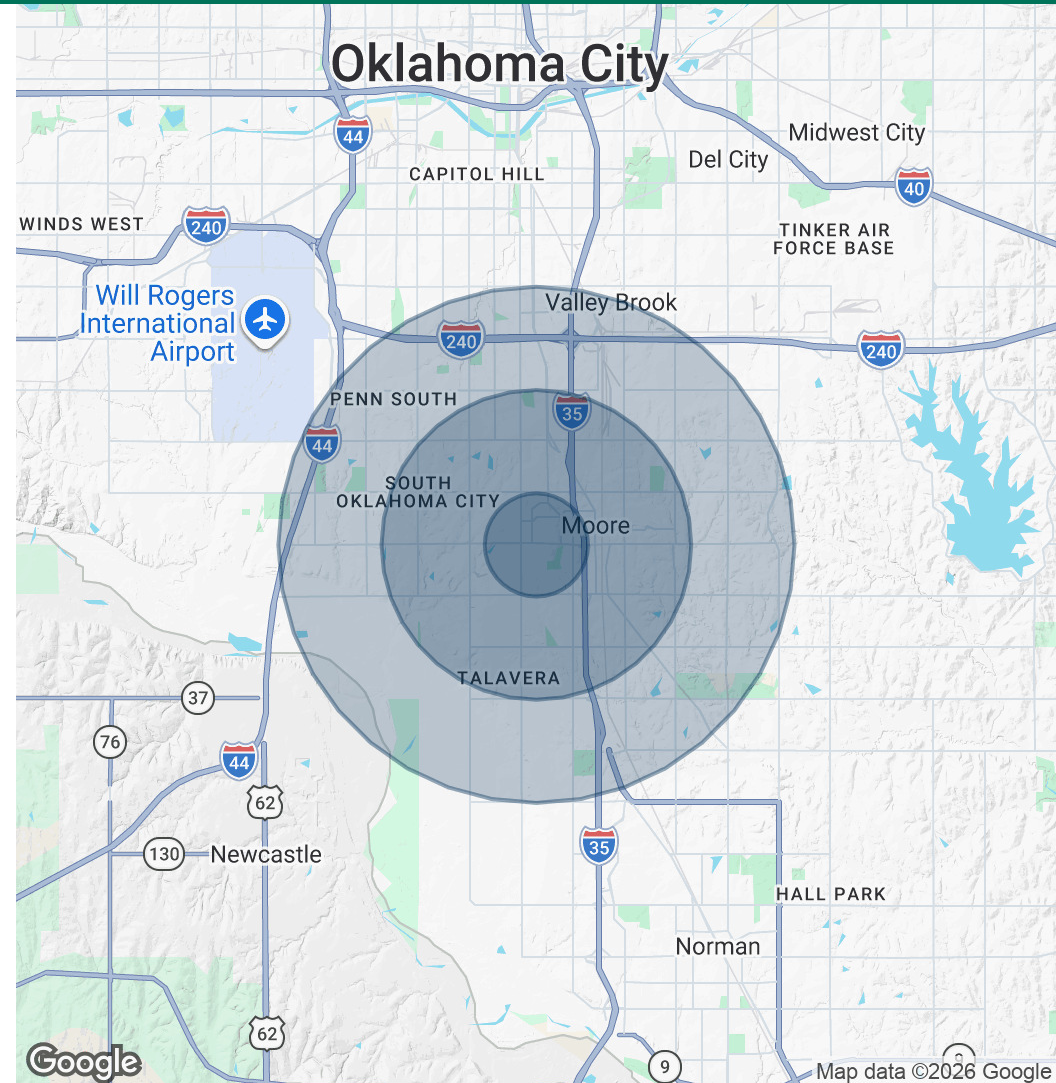 Oklahoma City
44
Midwest City
Del City
CAPITOL HILL
40
WINDS WEST
240
TINKER AIR
FORCE BASE
Will Rogers
International
Airport
Valley Brook
240
240
PENN SOUTH
35
44
SOUTH
OKLAHOMA CITY
Moore
TALAVERA
37
76
44
62
35
130
Newcastle
HALL PARK
Norman
62
Google
9
9
Map data ©2026 Google